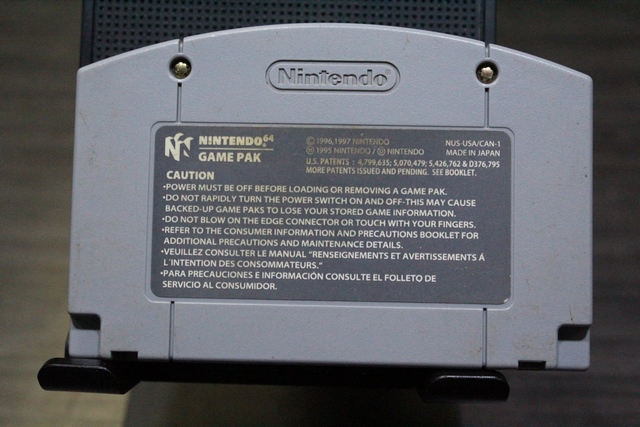 Nintendo
NINTENDO 64
GAME PAK
©1996,1997 NINTENDO
Ⓜ 1995 NINTENDO / Ⓓ NINTENDO
NUS-USA/CAN-1
MADE IN JAPAN
U.S. PATENTS : 4,799,635; 5,070,479; 5,426,762 & D376,795
MORE PATENTS ISSUED AND PENDING. SEE BOOKLET.
CAUTION
•POWER MUST BE OFF BEFORE LOADING OR REMOVING A GAME PAK.
•DO NOT RAPIDLY TURN THE POWER SWITCH ON AND OFF-THIS MAY CAUSE
BACKED-UP GAME PAKS TO LOSE YOUR STORED GAME INFORMATION.
•DO NOT BLOW ON THE EDGE CONNECTOR OR TOUCH WITH YOUR FINGERS.
•REFER TO THE CONSUMER INFORMATION AND PRECAUTIONS BOOKLET FOR
ADDITIONAL PRECAUTIONS AND MAINTENANCE DETAILS.
•VEUILLEZ CONSULTER LE MANUEL "RENSEIGNEMENTS ET AVERTISSEMENTS Á
L'INTENTION DES CONSOMMATEURS."
•PARA PRECAUCIONES E INFORMACIÓN CONSULTE EL FOLLETO DE
SERVICIO AL CONSUMIDOR.